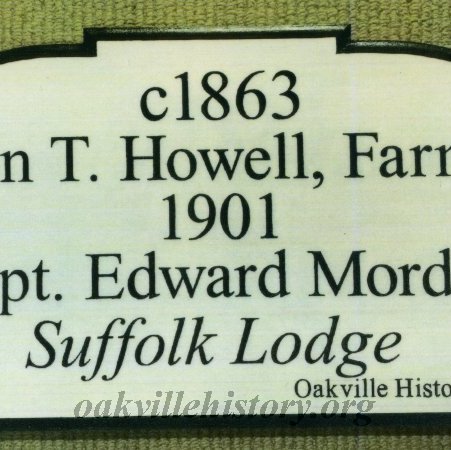 c1863
n T. Howell, Farm
1901
pt. Edward Mord
Suffolk Lodge
Oakville Histo
oakvillehistory.org